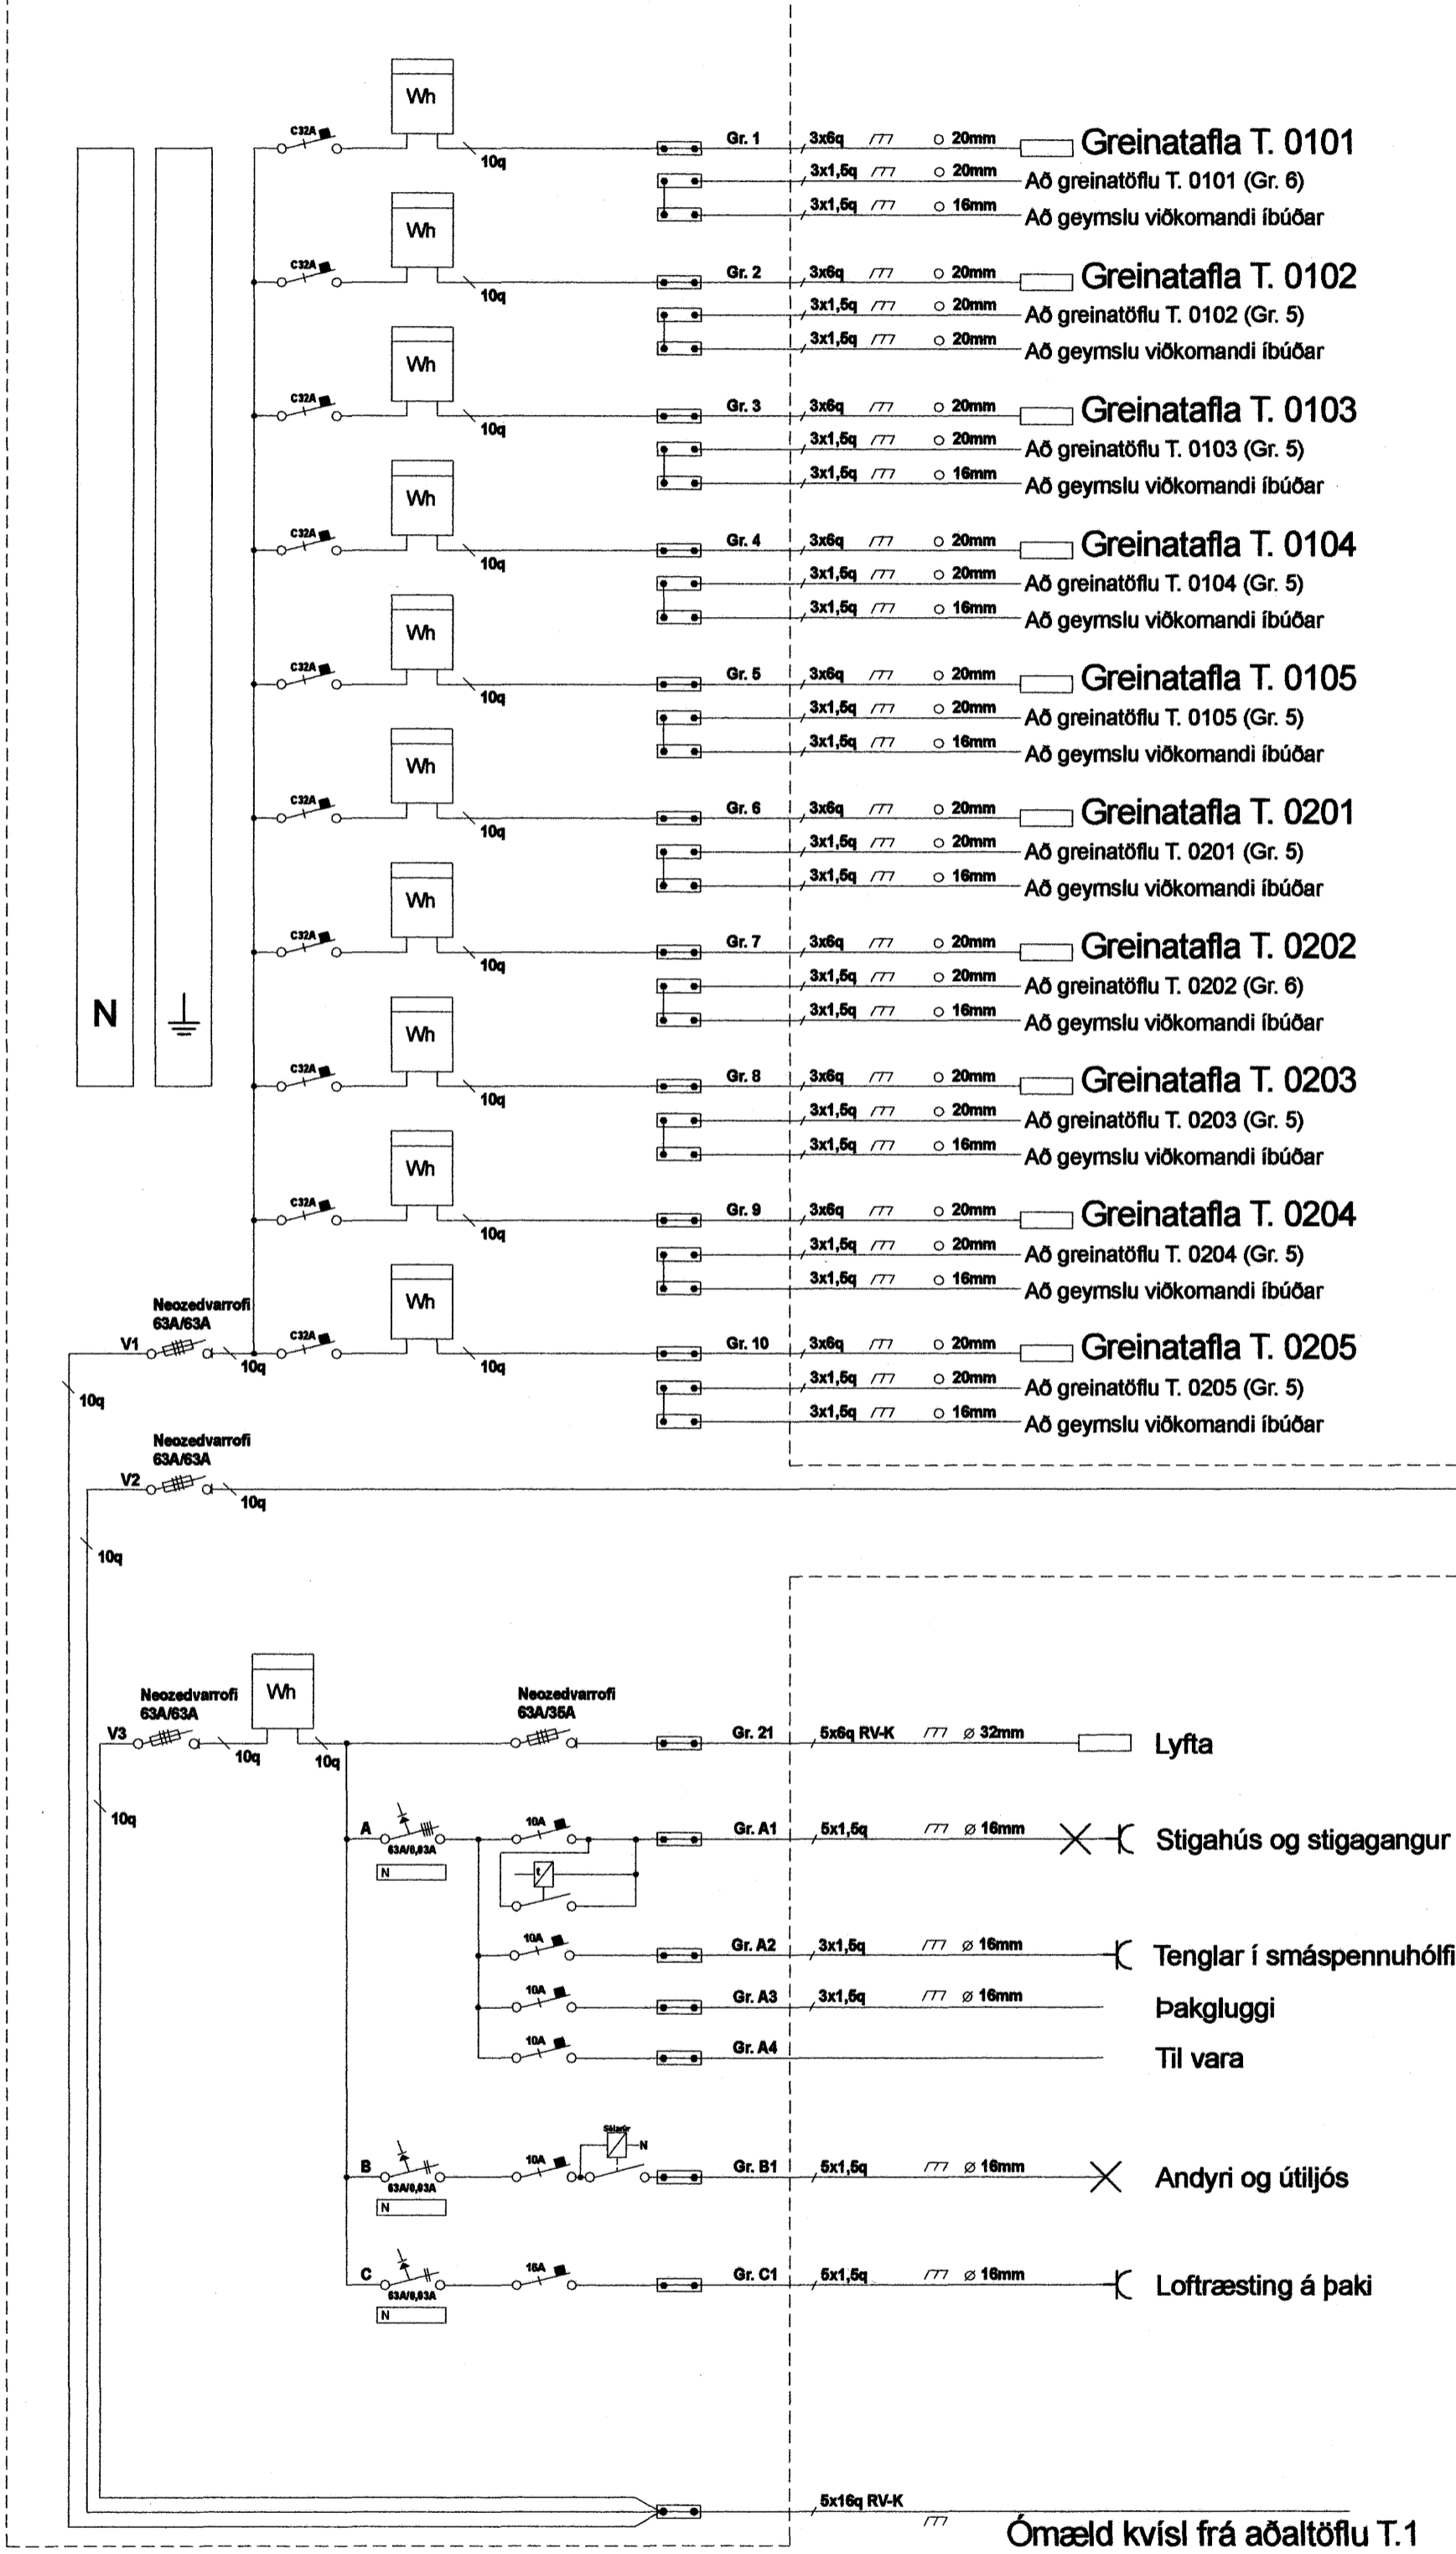 Wh
C32A
10q
Gr. 1 3x6q 20mm Greinatafla T. 0101
3x1,5q 20mm Að greinatöflu T. 0101 (Gr. 6)
3x1,5q 16mm Að geymslu viðkomandi íbúðar
Wh
C32A
10q
Gr. 2 3x6q 20mm Greinatafla T. 0102
3x1,5q 20mm Að greinatöflu T. 0102 (Gr. 5)
3x1,5q 20mm Að geymslu viðkomandi íbúðar
Wh
C32A
10q
Gr. 3 3x6q 20mm Greinatafla T. 0103
3x1,5q 20mm Að greinatöflu T. 0103 (Gr. 5)
3x1,5q 16mm Að geymslu viðkomandi íbúðar
Wh
C32A
10q
Gr. 4 3x6q 20mm Greinatafla T. 0104
3x1,5q 20mm Að greinatöflu T. 0104 (Gr. 5)
3x1,5q 16mm Að geymslu viðkomandi íbúðar
Wh
C32A
10q
Gr. 5 3x6q 20mm Greinatafla T. 0105
3x1,5q 20mm Að greinatöflu T. 0105 (Gr. 5)
3x1,5q 16mm Að geymslu viðkomandi íbúðar
Wh
C32A
10q
Gr. 6 3x6q 20mm Greinatafla T. 0201
3x1,5q 20mm Að greinatöflu T. 0201 (Gr. 5)
3x1,5q 16mm Að geymslu viðkomandi íbúðar
Wh
C32A
10q
Gr. 7 3x6q 20mm Greinatafla T. 0202
3x1,5q 20mm Að greinatöflu T. 0202 (Gr. 6)
3x1,5q 16mm Að geymslu viðkomandi íbúðar
N
Wh
C32A
10q
Gr. 8 3x6q 20mm Greinatafla T. 0203
3x1,5q 20mm Að greinatöflu T. 0203 (Gr. 5)
3x1,5q 16mm Að geymslu viðkomandi íbúðar
Wh
C32A
10q
Gr. 9 3x6q 20mm Greinatafla T. 0204
3x1,5q 20mm Að greinatöflu T. 0204 (Gr. 5)
3x1,5q 16mm Að geymslu viðkomandi íbúðar
Neozedvarrofi
63A/63A
V1
10q
10q
Wh
C32A
10q
Gr. 10 3x6q 20mm Greinatafla T. 0205
3x1,5q 20mm Að greinatöflu T. 0205 (Gr. 5)
3x1,5q 16mm Að geymslu viðkomandi íbúðar
Neozedvarrofi
63A/63A
V2
10q
10q
Neozedvarrofi
63A/63A
V3
10q
Wh
10q
10q
Neozedvarrofi
63A/35A
Gr. 21 5x6q RV-K ø 32mm Lyfta
A
63A/0,03A
N
10A
t
Gr. A1 5x1,5q ø 16mm Stigahús og stigagangur
10A Gr. A2 3x1,5q ø 16mm Tenglar í smáspennuhólfi
10A Gr. A3 3x1,5q ø 16mm Þakgluggi
10A Gr. A4 Til vara
B
63A/0,03A
N
10A
Sólarúr
N
Gr. B1 5x1,5q ø 16mm Andyri og útiljós
C
63A/0,03A
N
16A
Gr. C1 5x1,5q ø 16mm Loftræsting á þaki
5x16q RV-K
Ómæld kvísl frá aðaltöflu T.1